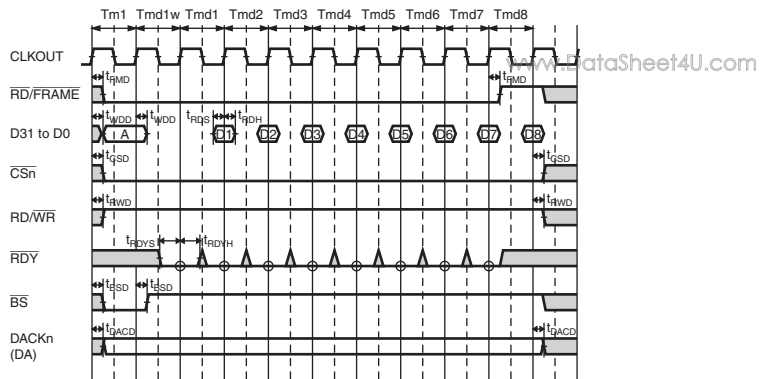 Tm1 Tmd1w Tmd1 Tmd2 Tmd3 Tmd4 Tmd5 Tmd6 Tmd7 Tmd8
CLKOUT
www.DataSheet4U.com
tFMD tFMD
RD/FRAME
tWDD tWDD tRDS tRDH
D31 to D0 A D1 D2 D3 D4 D5 D6 D7 D8
tCSD tCSD
CSn
tRWD tRWD
RD/WR
tRDYS tRDYH
RDY
tBSD tBSD
BS
tDACD tDACD
DACKn
(DA)